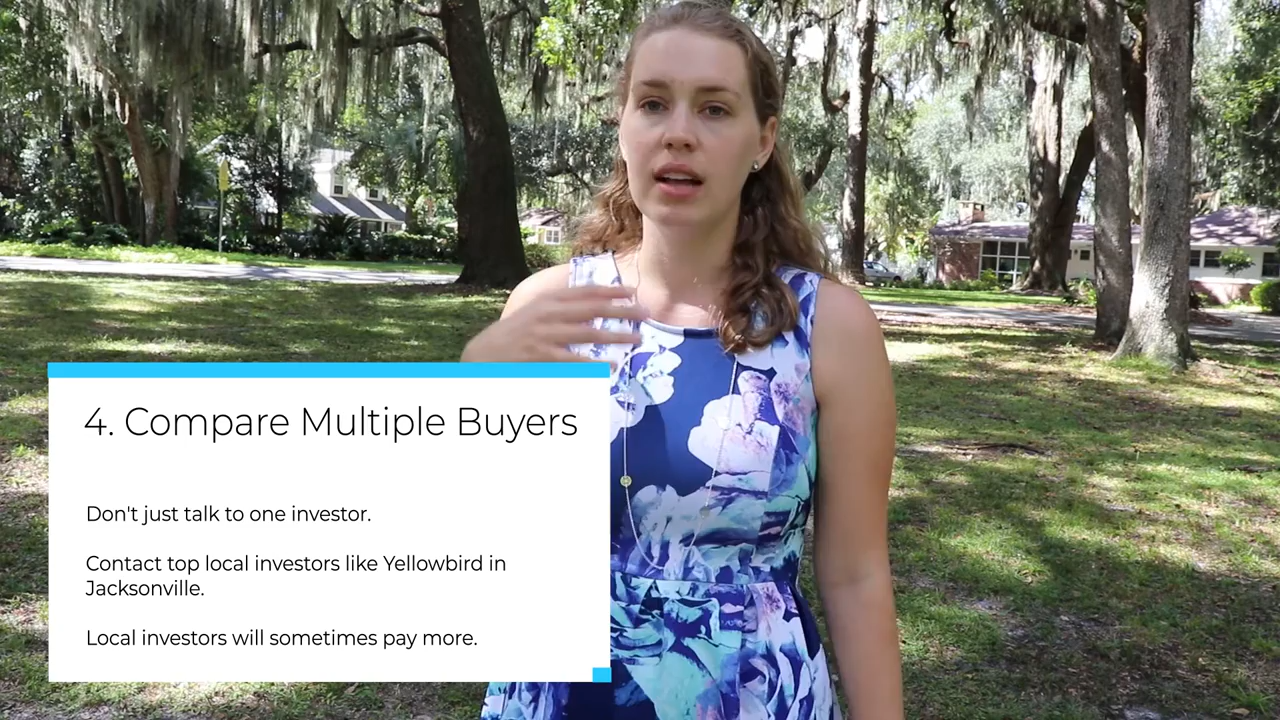 4. Compare Multiple Buyers
Don't just talk to one investor.
Contact top local investors like Yellowbird in
Jacksonville.
Local investors will sometimes pay more.